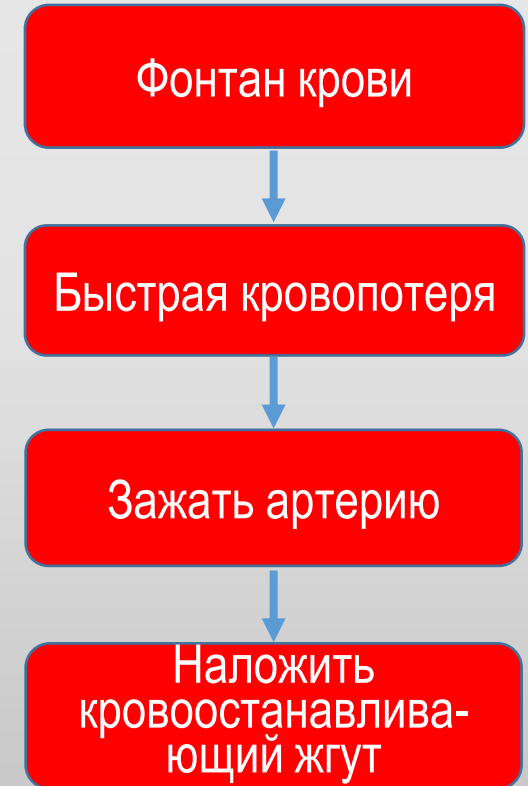 Фонтан крови
Быстрая кровопотеря
Зажать артерию
Наложить
кровоостанавлива-
ющий жгут